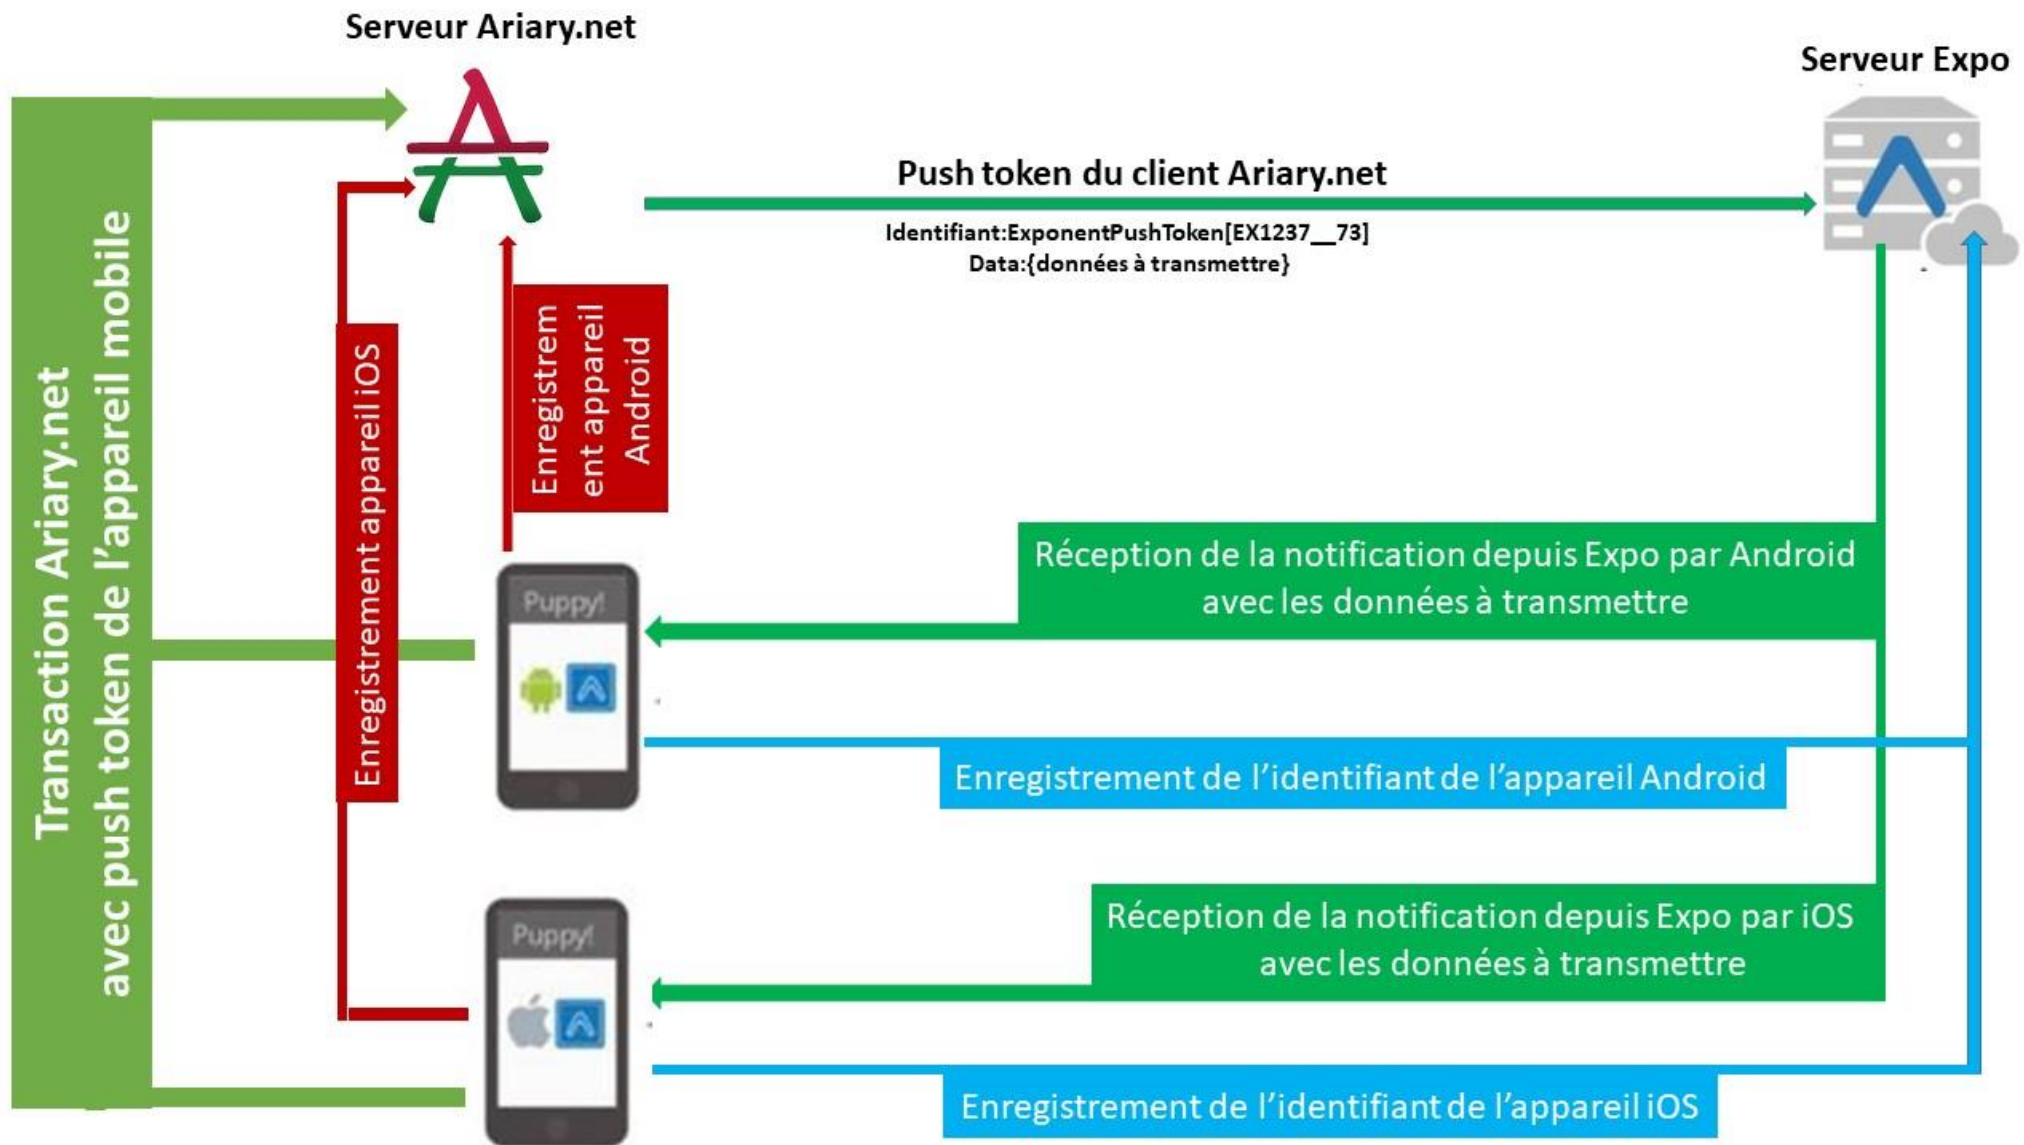 Serveur Ariary.net
Serveur Expo
Push token du client Ariary.net
Identifiant:ExponentPushToken[EX1237__73]
Data:{données à transmettre}
Transaction Ariary.net
avec push token de l'appareil mobile
Enregistrement appareil iOS
Enregistrem
ent appareil
Android
Puppy!
Réception de la notification depuis Expo par Android
avec les données à transmettre
Enregistrement de l'identifiant de l'appareil Android
Puppy!
Réception de la notification depuis Expo par iOS
avec les données à transmettre
Enregistrement de l'identifiant de l'appareil iOS